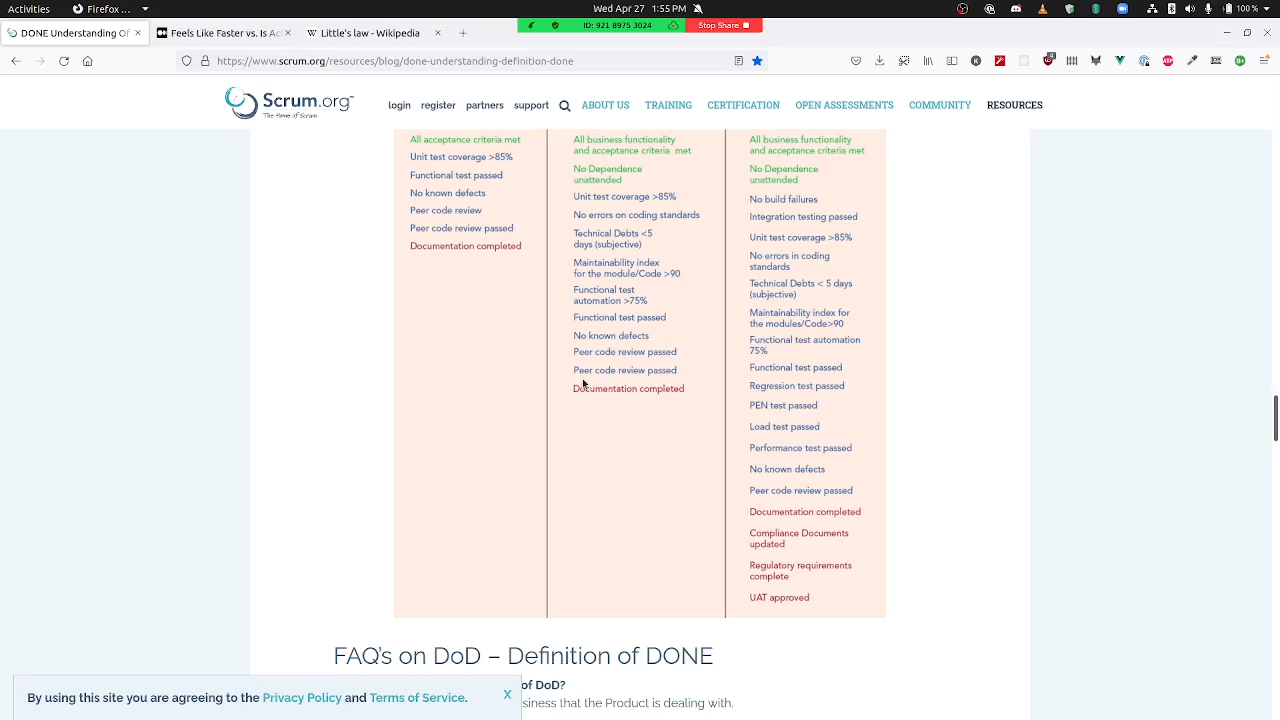 Activities
Firefox ▾
Nov 3 1:56 PM
100 %
ID: 921 8975 3024
Stop Share
Understanding Of
Feels Like Faster vs. Is Ac
Little's law - Wikipedia
https://www.scrum.org/resources/blog/done-understanding-definition-done
Scrum.org™
The Home of Scrum
login register partners support ABOUT US TRAINING CERTIFICATION OPEN ASSESSMENTS COMMUNITY RESOURCES
All acceptance criteria met
Unit test coverage >85%
Functional test passed
No known defects
Peer code review
Peer code review passed
Documentation completed
All business functionality
and acceptance criteria met
No Dependence
unattended
Unit test coverage >85%
No errors on coding standards
Technical Debts <5
days (subjective)
Maintainability index
for the module/Code >90
Functional test
automation >75%
Functional test passed
No known defects
Peer code review passed
Peer code review passed
Documentation completed
All business functionality
and acceptance criteria met
No Dependence
unattended
No build failures
Integration testing passed
Unit test coverage >85%
No errors in coding
standards
Technical Debts < 5 days
(subjective)
Maintainability index for
the modules/Code>90
Functional test automation
75%
Functional test passed
Regression test passed
PEN test passed
Load test passed
Performance test passed
No known defects
Peer code review passed
Documentation completed
Compliance Documents
updated
Regulatory requirements
complete
UAT approved
FAQ's on DoD – Definition of DONE
of DoD?
siness that the Product is dealing with.
By using this site you are agreeing to the Privacy Policy and Terms of Service.
X